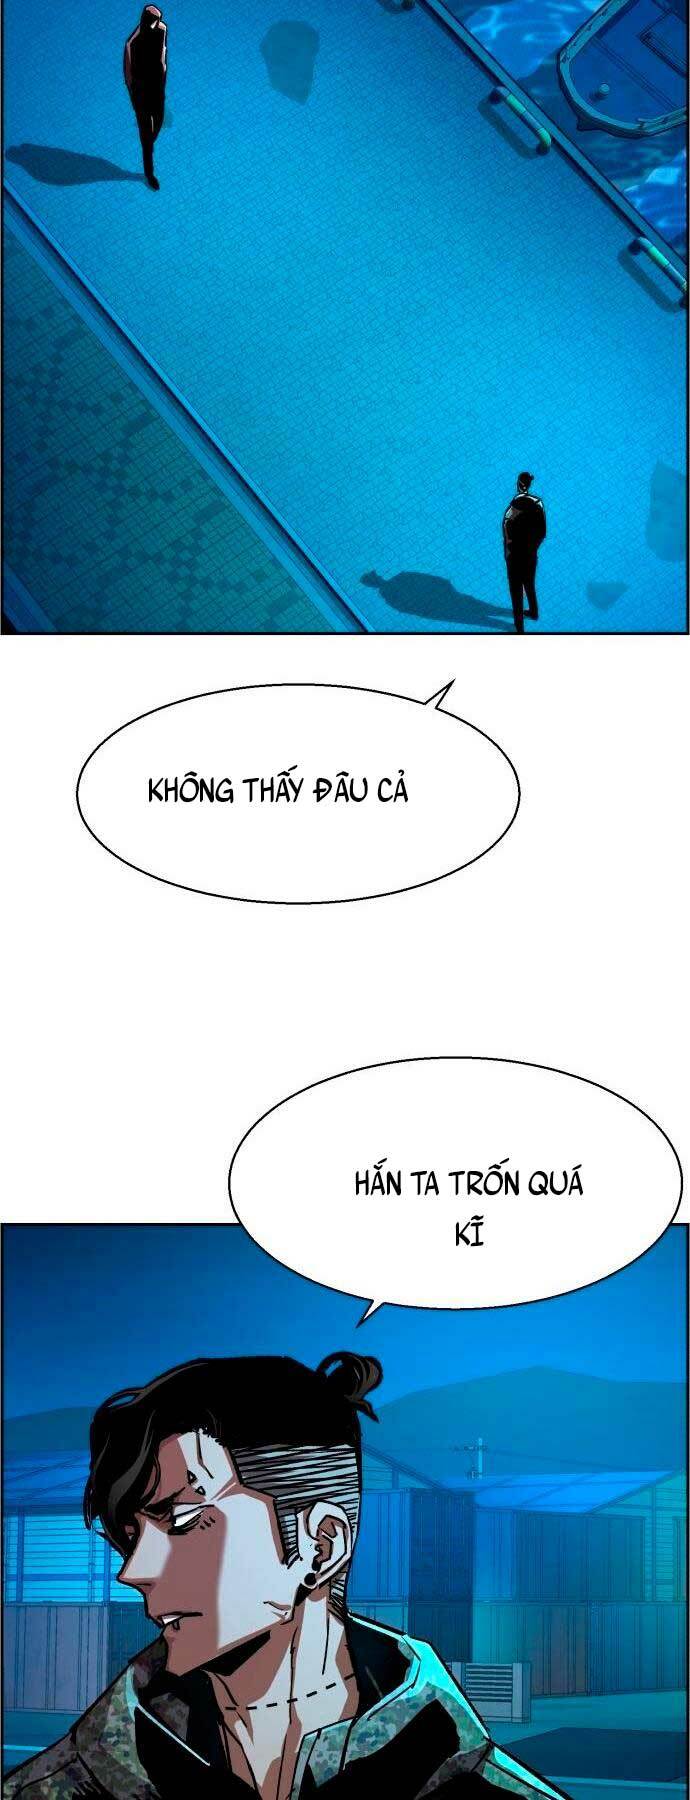 KHÔNG THẤY ĐÂU CẢ
HẮN TA TRỐN QUÁ
KĨ